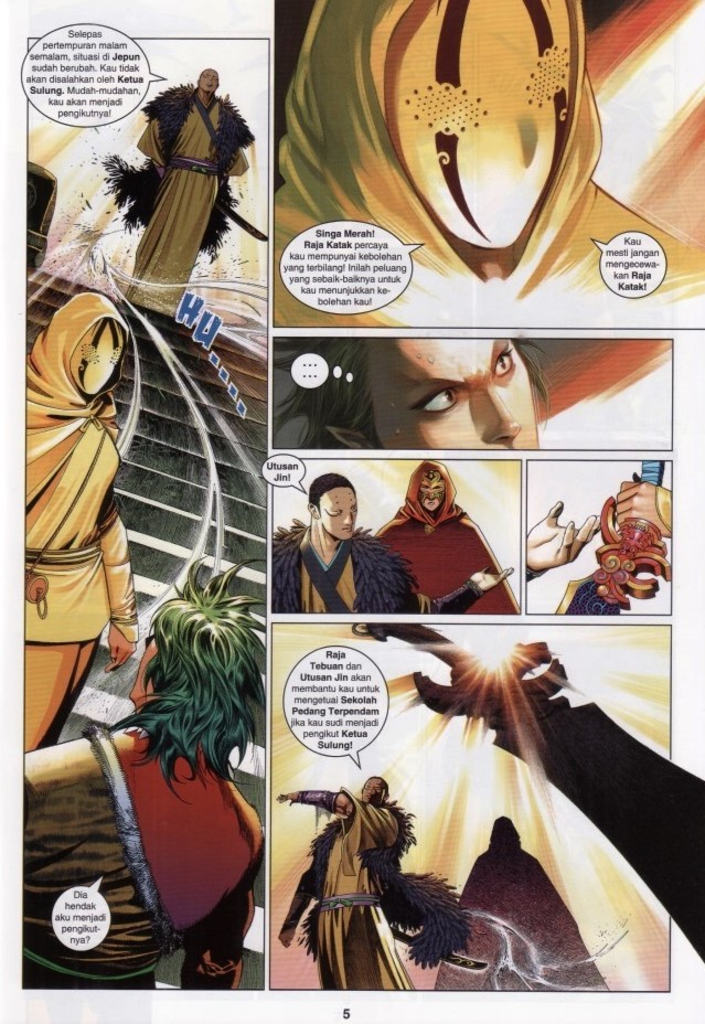 Selepas
pertempuran malam
semalam, situasi di Jepun
sudah berubah. Kau tidak
akan disalahkan oleh Ketua
Sulung. Mudah-mudahan,
kau akan menjadi
pengikutnya!
HU....
Dia
hendak
aku menjadi
pengikut-
nya?
Singa Merah!
Raja Katak percaya
kau mempunyai kebolehan
yang terbilang! Inilah peluang
yang sebaik-baiknya untuk
kau menunjukkan ke-
bolehan kau!
Kau
mesti jangan
mengecewa-
kan Raja
Katak!
...
...
Utusan
Jin!
Raja
Tebuan dan
Utusan Jin akan
membantu kau untuk
mengetuai Sekolah
Pedang Terpendam
jika kau sudi menjadi
pengikut Ketua
Sulung!
5